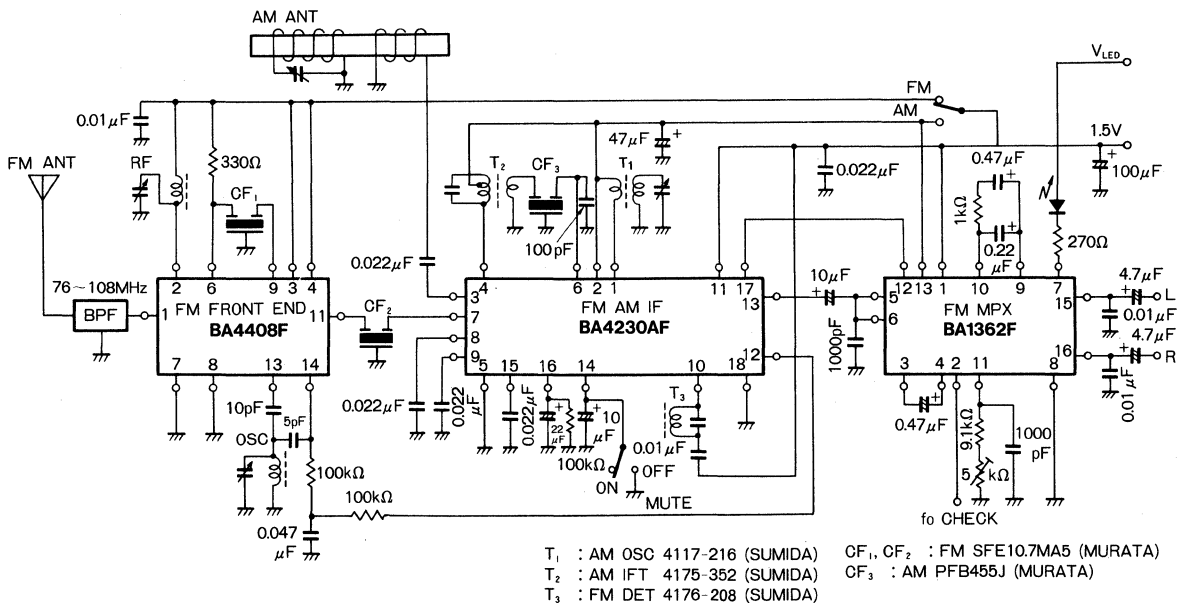 AM ANT
V LED
FM
AM
0.01μF
47μF
1.5V
0.47μF
100μF
FM ANT
RF
330Ω
CF1
T2
CF3
T1
0.022μF
1kΩ
100pF
0.22
μF
270Ω
0.022μF
10μF
4.7μF
76~108MHz
2 6 9 3 4
4 6 2 1 11 17
12 13 1 10 9 7
BPF
1
FM FRONT END
BA4408F
11
CF2
3
7
8
9
FM AM IF
BA4230AF
13
12
5
6
FM MPX
BA1362F
15
16
L
0.01μF
4.7μF
R
1000pF
7 8 13 14
5 15 16 14 10 18
3 4 2 11 8
10pF
5pF
OSC
100kΩ
0.022μF
0.022
μF
0.022μF
22
μF
10
μF
T3
0.01μF
0.47μF
9.1kΩ
1000
pF
0.01μF
100kΩ
OFF
ON
5
kΩ
100kΩ
MUTE
0.047
μF
fo CHECK
T1 : AM OSC 4117-216 (SUMIDA)
T2 : AM IFT 4175-352 (SUMIDA)
T3 : FM DET 4176-208 (SUMIDA)
CF1, CF2 : FM SFE10.7MA5 (MURATA)
CF3 : AM PFB455J (MURATA)